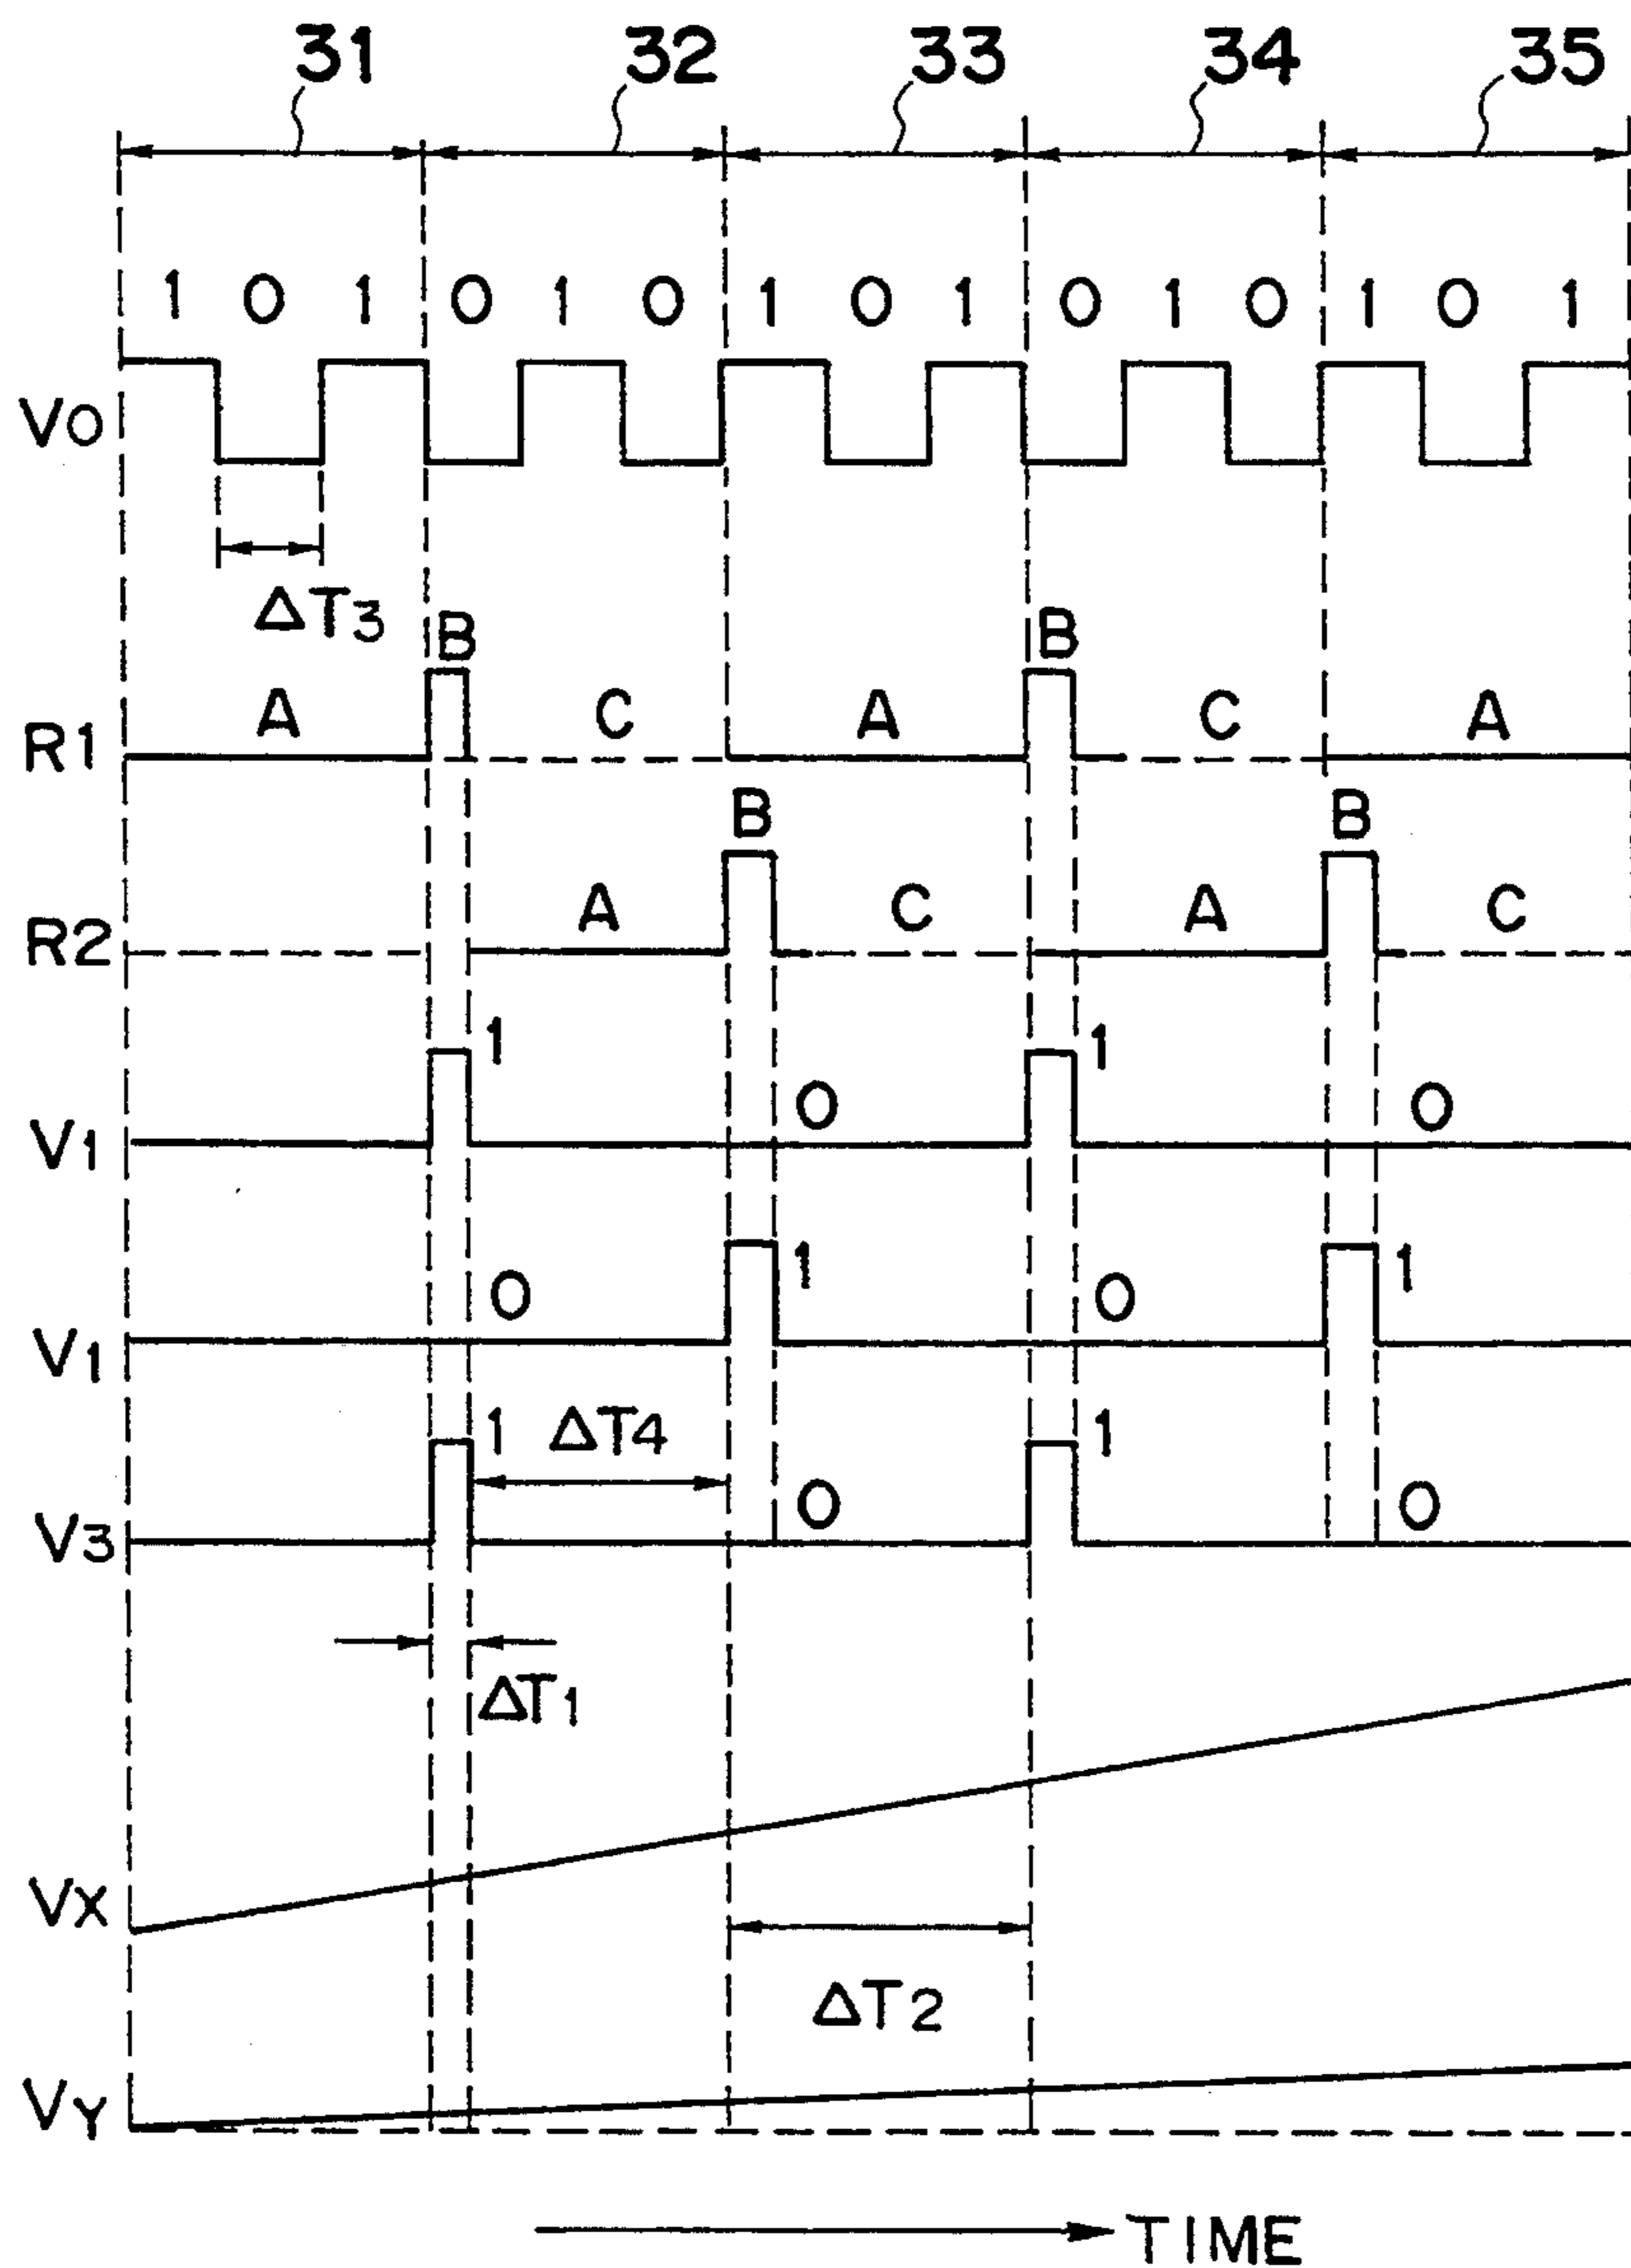 31 32 33 34 35
1 0 1 0 1 0 1 0 1 0 1 0 1 0 1
V0
ΔT3
B B
A C A C A
R1
B B
A C A C
R2
1 1
0 0
V1
1 1
0 0
V1
1 ΔT4 1
0 0
V3
ΔT1
VX
ΔT2
VY
TIME